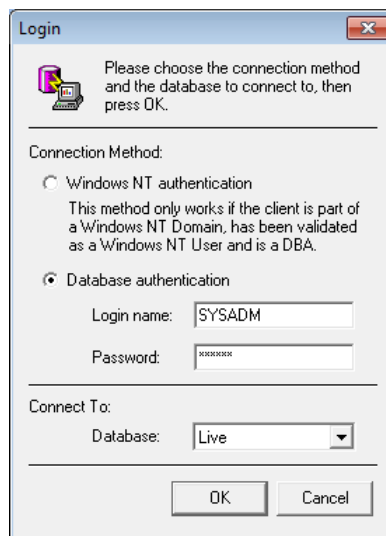 Login
Please choose the connection method
and the database to connect to, then
press OK.
Connection Method:
Windows NT authentication
This method only works if the client is part of
a Windows NT Domain, has been validated
as a Windows NT User and is a DBA.
Database authentication
Login name: SYSADM
Password: ******
Connect To:
Database: Live
OK Cancel